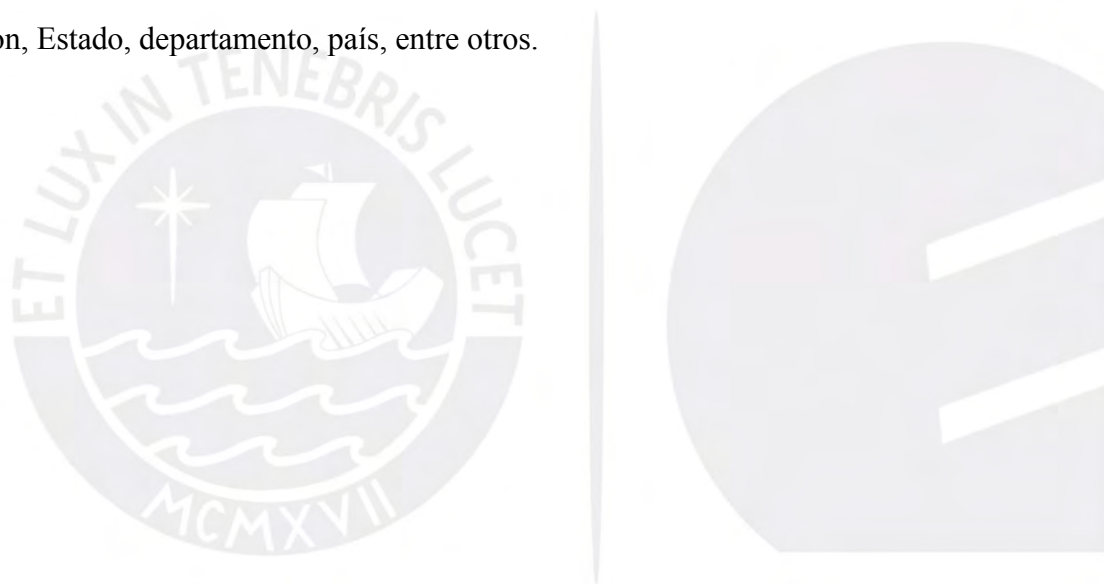 on, Estado, departamento, país, entre otros.
ET LUX IN TENEBRIS LUCET
MCMXVII